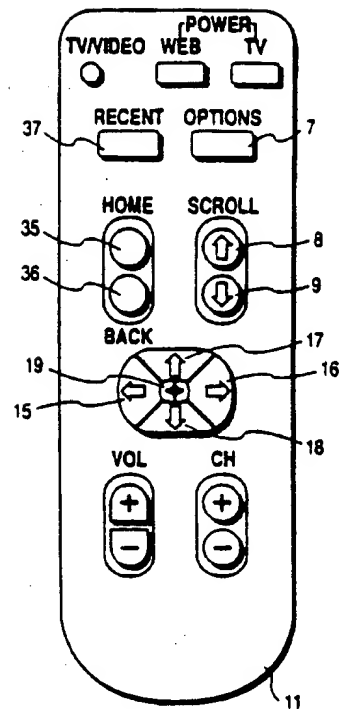 POWER
TV/VIDEO WEB TV
RECENT OPTIONS
37 7
HOME SCROLL
35 8
36 9
BACK
17
19 16
15
18
VOL CH
+ +
− −
11